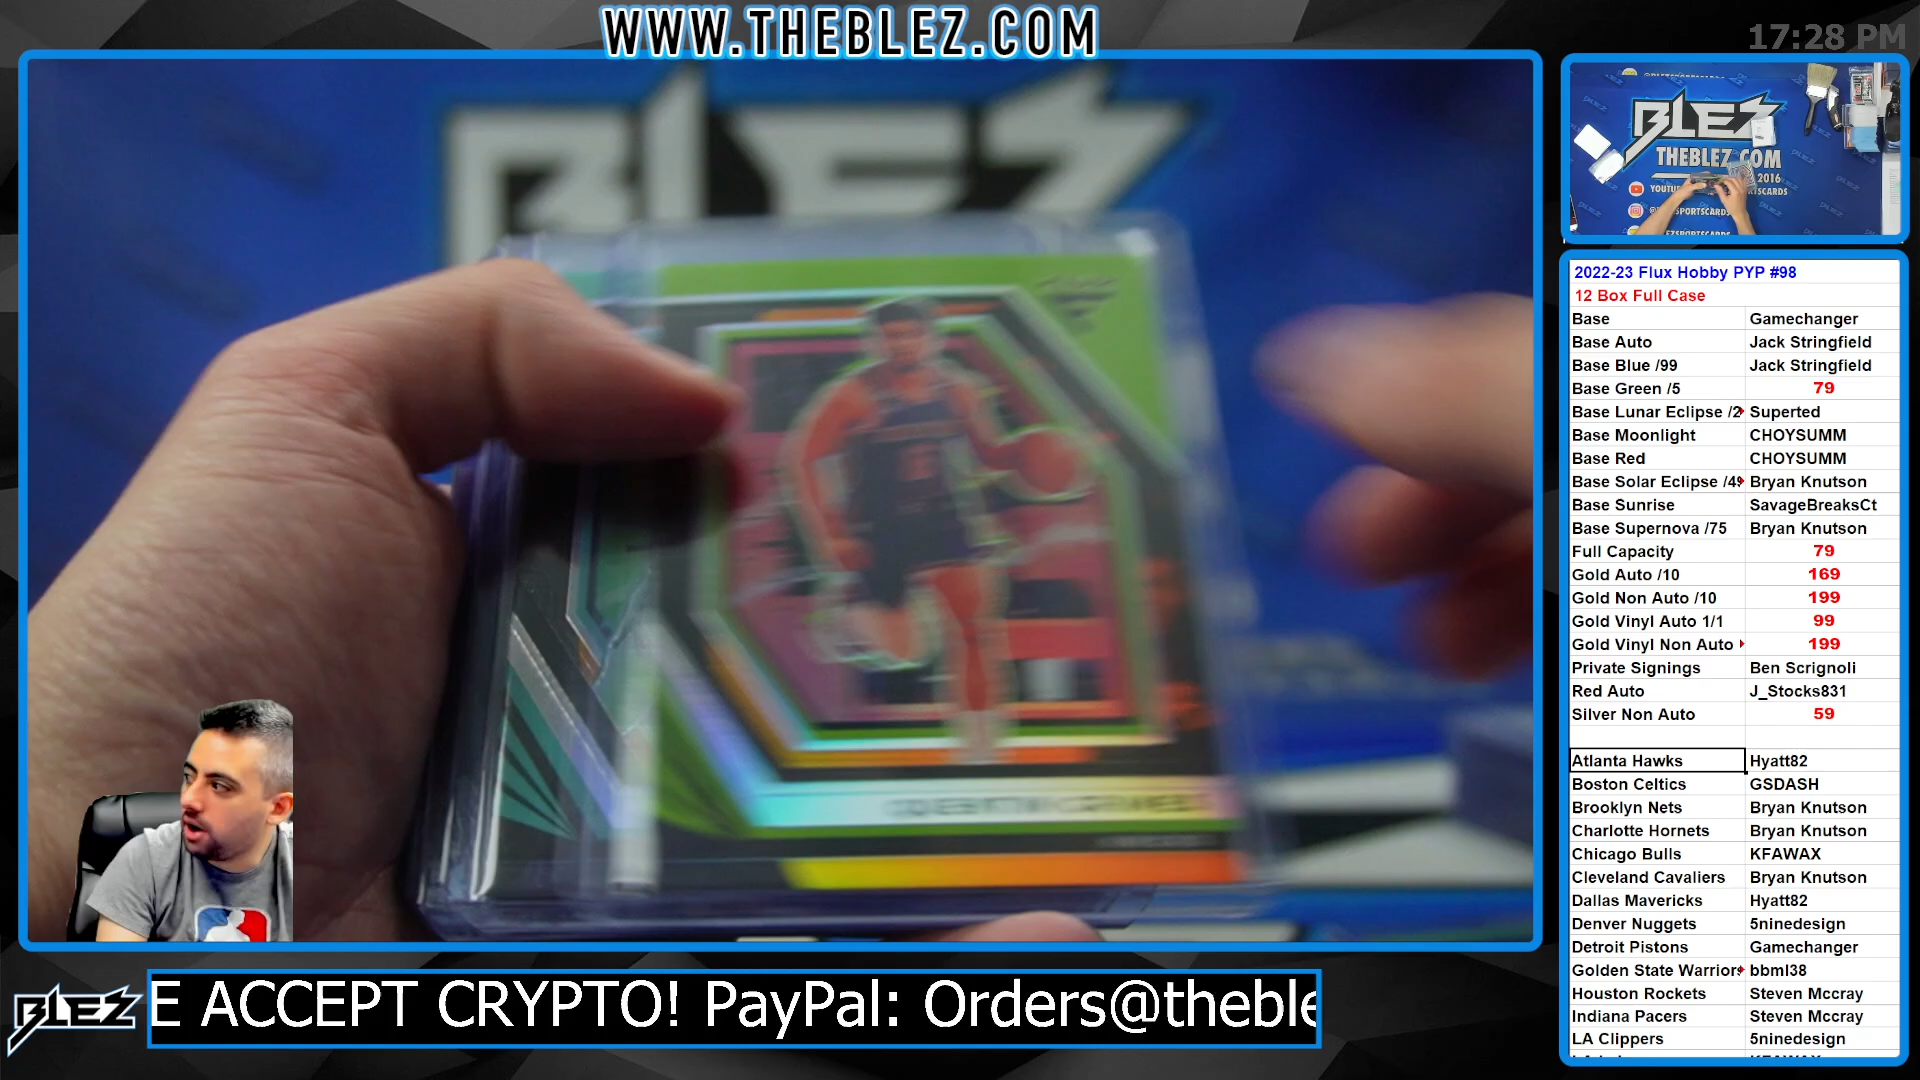 WWW.THEBLEZ.COM
17:28 PM
BLEZ
BLEZ
THEBLEZ.COM
2016
2022-23 Flux Hobby PYP #98
12 Box Full Case
Base Gamechanger
Base Auto Jack Stringfield
Base Blue /99 Jack Stringfield
Base Green /5 79
Base Lunar Eclipse /2 Superted
Base Moonlight CHOYSUMM
Base Red CHOYSUMM
Base Solar Eclipse /49 Bryan Knutson
Base Sunrise SavageBreaksCt
Base Supernova /75 Bryan Knutson
Full Capacity 79
Gold Auto /10 169
Gold Non Auto /10 199
Gold Vinyl Auto 1/1 99
Gold Vinyl Non Auto 199
Private Signings Ben Scrignoli
Red Auto J_Stocks831
Silver Non Auto 59
Atlanta Hawks Hyatt82
Boston Celtics GSDASH
Brooklyn Nets Bryan Knutson
Charlotte Hornets Bryan Knutson
Chicago Bulls KFAWAX
Cleveland Cavaliers Bryan Knutson
Dallas Mavericks Hyatt82
Denver Nuggets 5ninedesign
Detroit Pistons Gamechanger
Golden State Warriors bbml38
Houston Rockets Steven Mccray
Indiana Pacers Steven Mccray
LA Clippers 5ninedesign
BLEZ
E ACCEPT CRYPTO! PayPal: Orders@theble